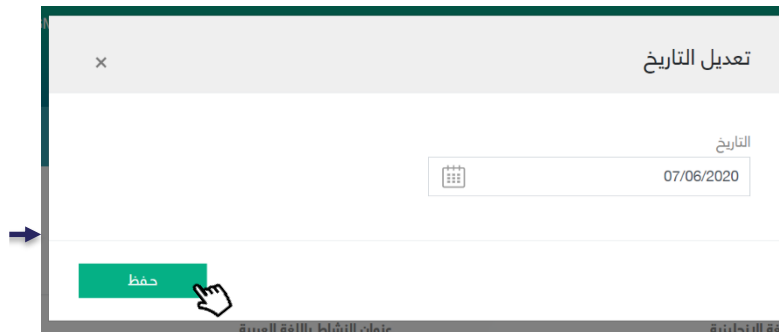 تعديل التاريخ
التاريخ
07/06/2020
حفظ
عنوان النشاط باللغة العربية